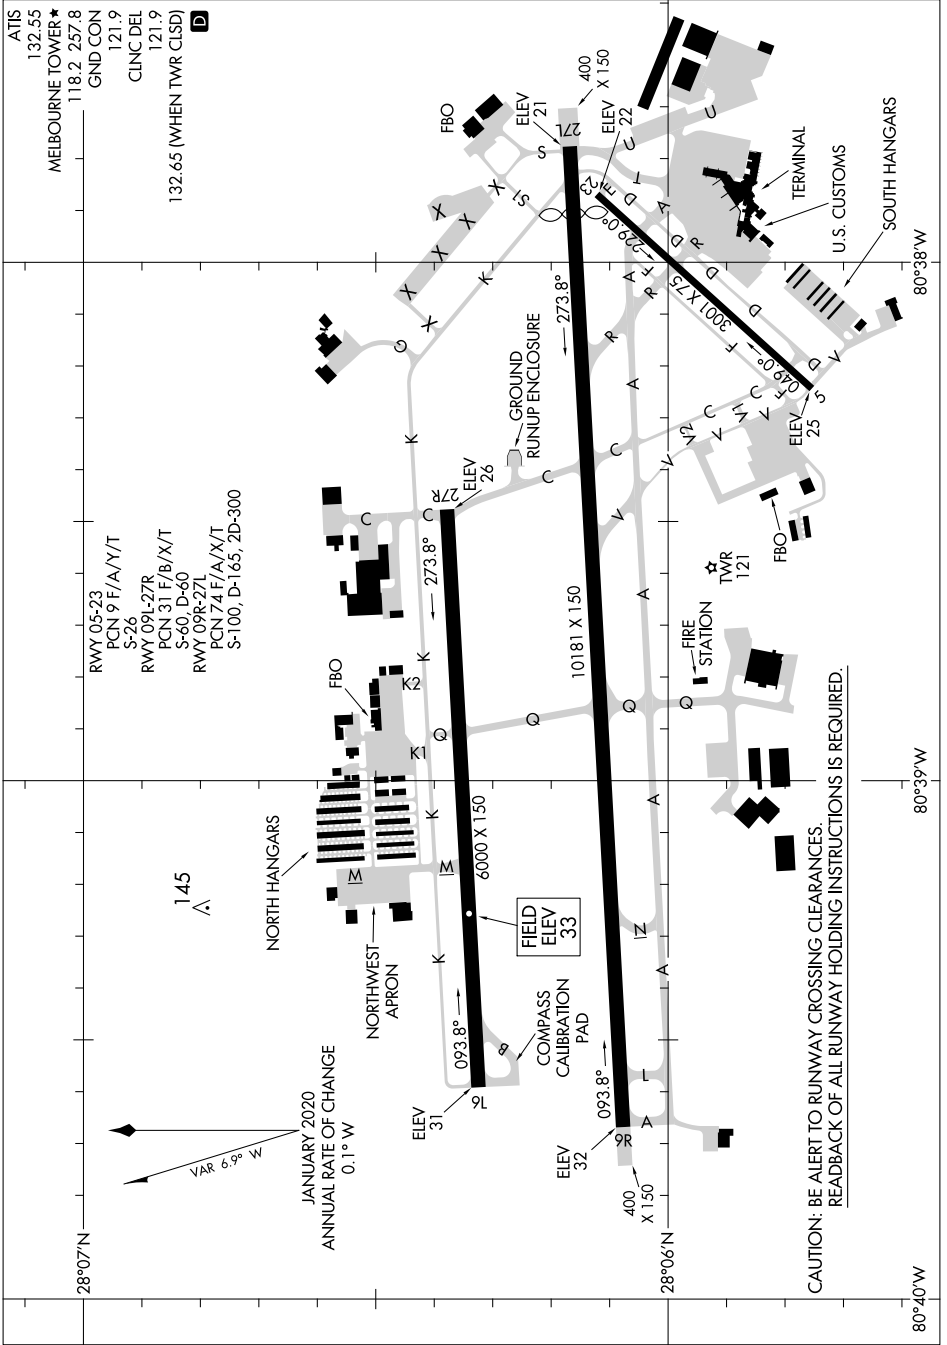 ATIS
132.55
MELBOURNE TOWER★
118.2 257.8
GND CON
121.9
CLNC DEL
121.9
132.65 (WHEN TWR CLSD)
D
RWY 05-23
PCN 9 F/A/Y/T
S-26
RWY 09L-27R
PCN 31 F/B/X/T
S-60, D-60
RWY 09R-27L
PCN 74 F/A/X/T
S-100, D-165, 2D-300
28°07'N
VAR 6.9° W
JANUARY 2020
ANNUAL RATE OF CHANGE
0.1° W
145
NORTH HANGARS
NORTHWEST
APRON
FBO
FBO
M
M
K
K
K
K
K
K1
K2
Q
C
C
G
X
X
X
X
X
X
S1
S
ELEV
31
9L
093.8°
B
COMPASS
CALIBRATION
PAD
FIELD
ELEV
33
6000 X 150
273.8°
27R
ELEV
26
GROUND
RUNUP ENCLOSURE
C
Q
ELEV
32
9R
400
X 150
093.8°
10181 X 150
273.8°
27L
ELEV
21
400
X 150
ELEV
22
23
E
229.0°
3001 X 75
049.0°
5
ELEV
25
A
L
A
N
A
Q
Q
A
V
C
A
R
V
V2
V
V1
V
C
C
F
F
F
D
D
D
D
D
V
R
R
A
A
T
U
U
28°06'N
FIRE
STATION
TWR
121
FBO
TERMINAL
U.S. CUSTOMS
SOUTH HANGARS
80°40'W
80°39'W
80°38'W
CAUTION: BE ALERT TO RUNWAY CROSSING CLEARANCES.
READBACK OF ALL RUNWAY HOLDING INSTRUCTIONS IS REQUIRED.